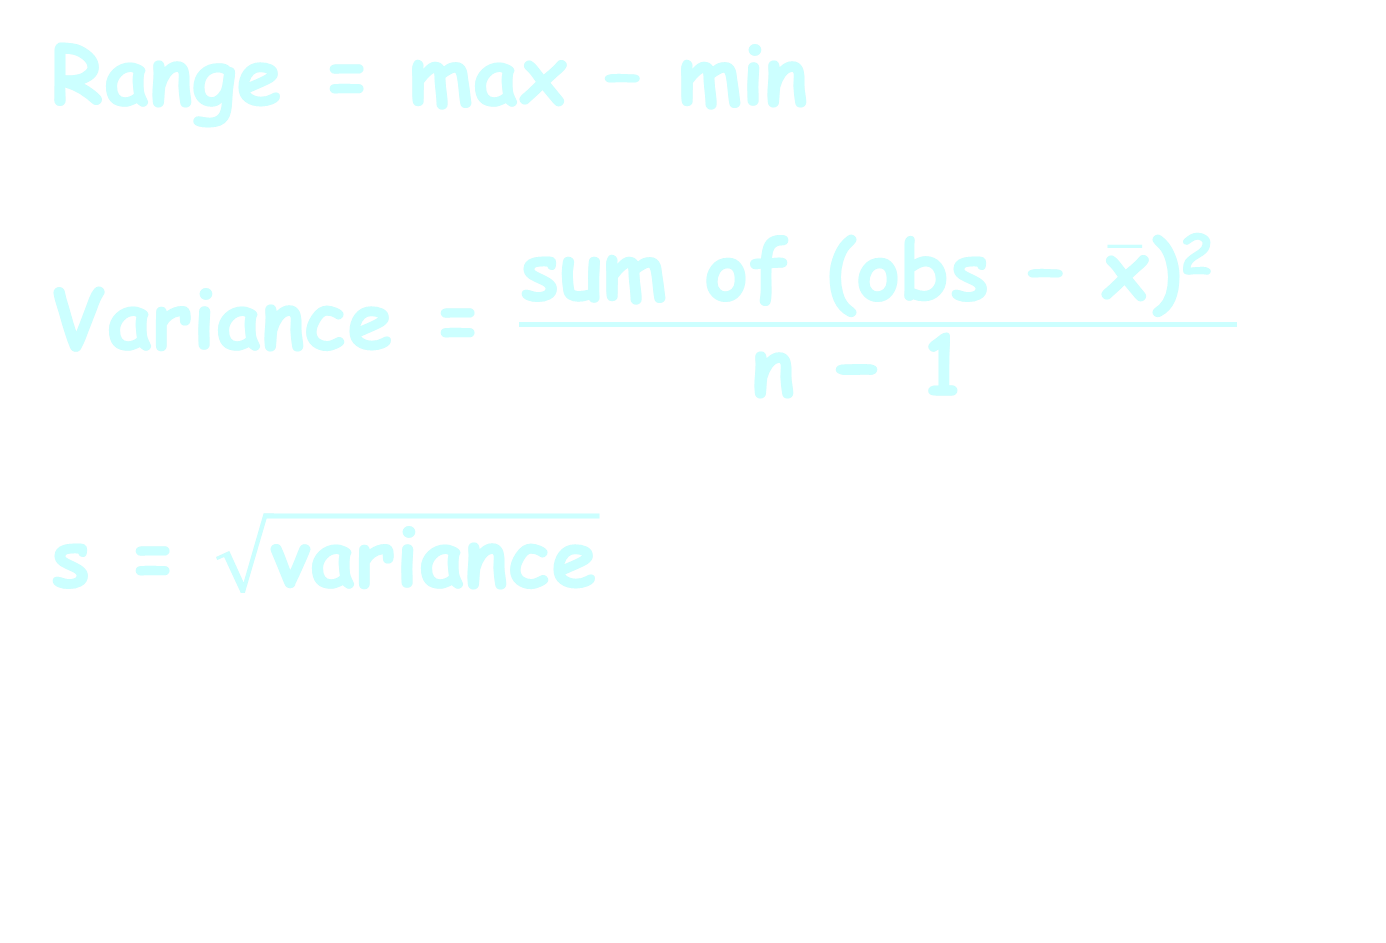 Range = max – min
Variance = sum of (obs – x̄)²
n – 1
s = √variance